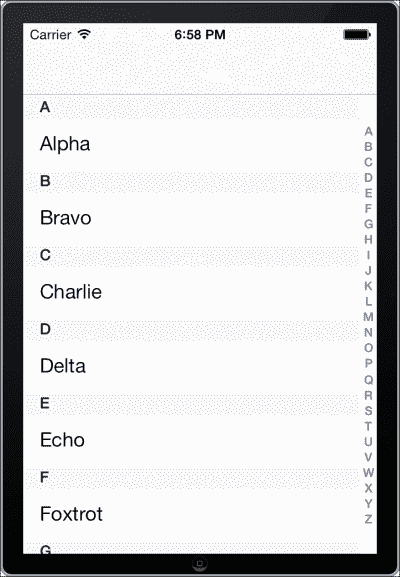 Carrier 6:58 PM
A
Alpha
B
Bravo
C
Charlie
D
Delta
E
Echo
F
Foxtrot
G
A
B
C
D
E
F
G
H
I
J
K
L
M
N
O
P
Q
R
S
T
U
V
W
X
Y
Z